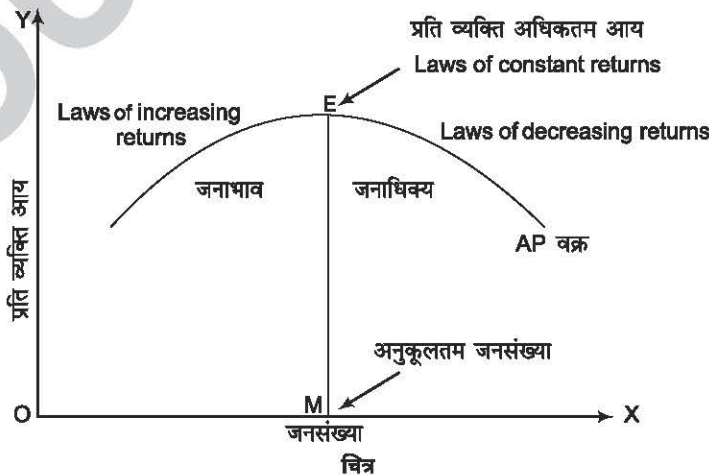 Y
प्रति व्यक्ति अधिकतम आय
Laws of constant returns
E
Laws of increasing
returns
Laws of decreasing returns
जनाभाव
जनाधिक्य
AP वक्र
प्रति व्यक्ति आय
अनुकूलतम जनसंख्या
O
M
X
जनसंख्या
चित्र